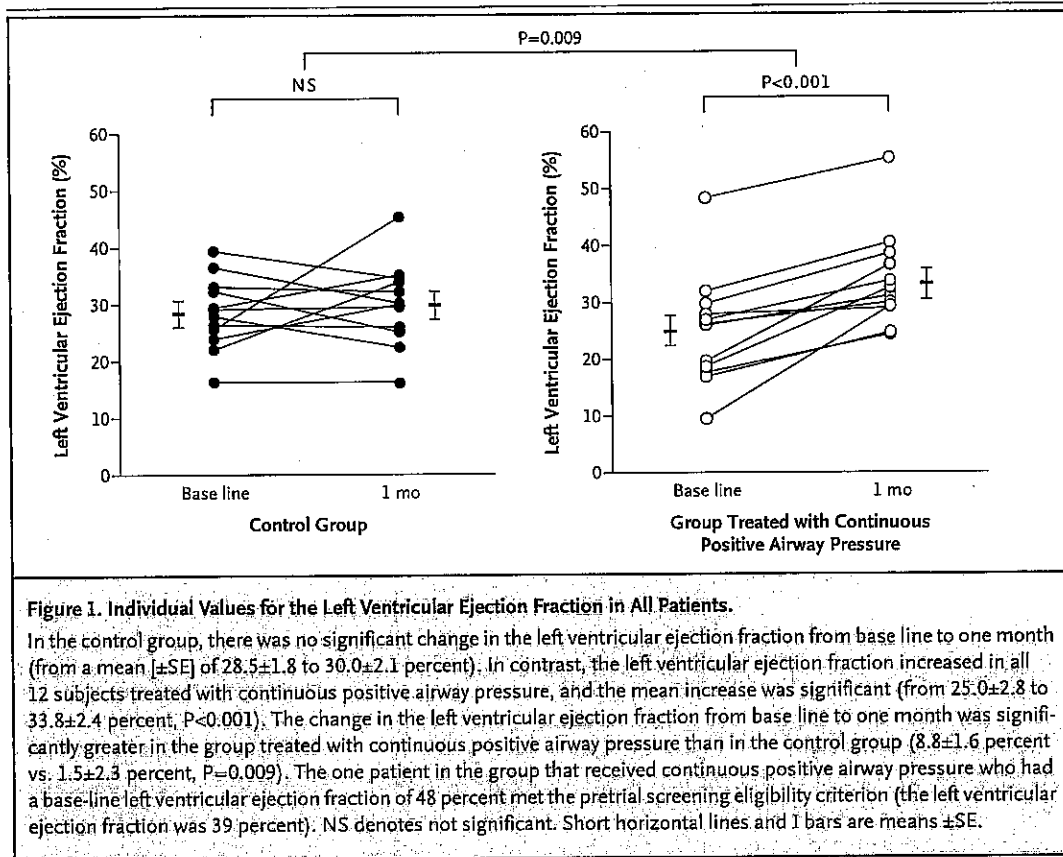 P=0.009
NS
P<0.001
Left Ventricular Ejection Fraction (%)
60
50
40
30
20
10
0
Base line
1 mo
Control Group
Left Ventricular Ejection Fraction (%)
60
50
40
30
20
10
0
Base line
1 mo
Group Treated with Continuous
Positive Airway Pressure
Figure 1. Individual Values for the Left Ventricular Ejection Fraction in All Patients.
In the control group, there was no significant change in the left ventricular ejection fraction from base line to one month
(from a mean [±SE] of 28.5±1.8 to 30.0±2.1 percent). In contrast, the left ventricular ejection fraction increased in all
12 subjects treated with continuous positive airway pressure, and the mean increase was significant (from 25.0±2.8 to
33.8±2.4 percent, P<0.001). The change in the left ventricular ejection fraction from base line to one month was signifi-
cantly greater in the group treated with continuous positive airway pressure than in the control group (8.8±1.6 percent
vs. 1.5±2.3 percent, P=0.009). The one patient in the group that received continuous positive airway pressure who had
a base-line left ventricular ejection fraction of 48 percent met the pretrial screening eligibility criterion (the left ventricular
ejection fraction was 39 percent). NS denotes not significant. Short horizontal lines and I bars are means ±SE.